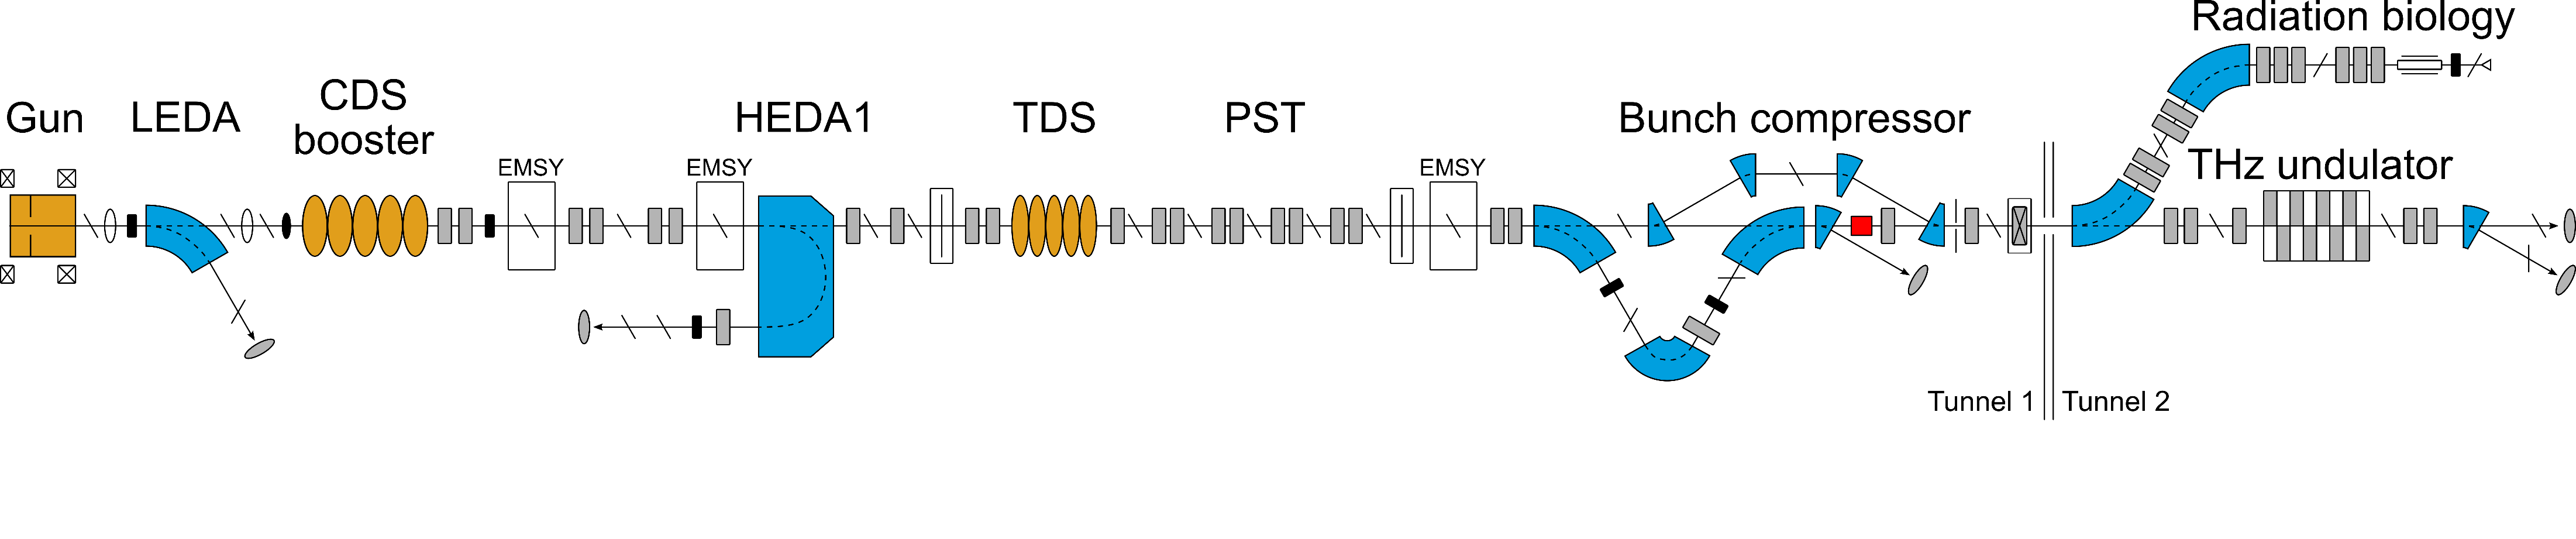 Radiation biology
Gun
LEDA
CDS
booster
HEDA1
TDS
PST
Bunch compressor
THz undulator
EMSY
EMSY
EMSY
Tunnel 1
Tunnel 2